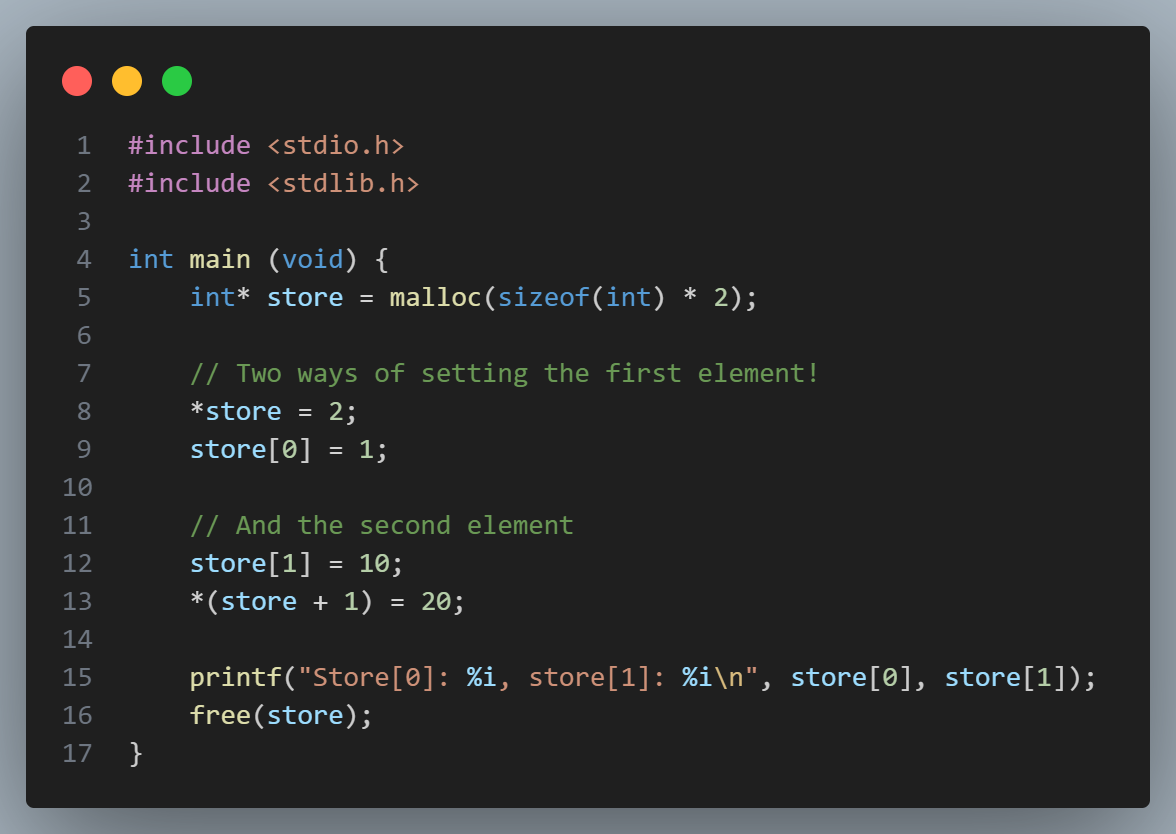 1 #include <stdio.h>
2 #include <stdlib.h>
3
4 int main (void) {
5     int* store = malloc(sizeof(int) * 2);
6
7     // Two ways of setting the first element!
8     *store = 2;
9     store[0] = 1;
10
11     // And the second element
12     store[1] = 10;
13     *(store + 1) = 20;
14
15     printf("Store[0]: %i, store[1]: %i\n", store[0], store[1]);
16     free(store);
17 }